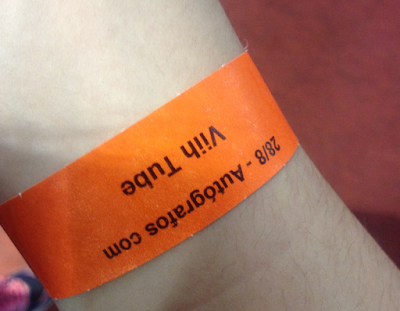 28/8 - Autógrafos com
Viih Tube